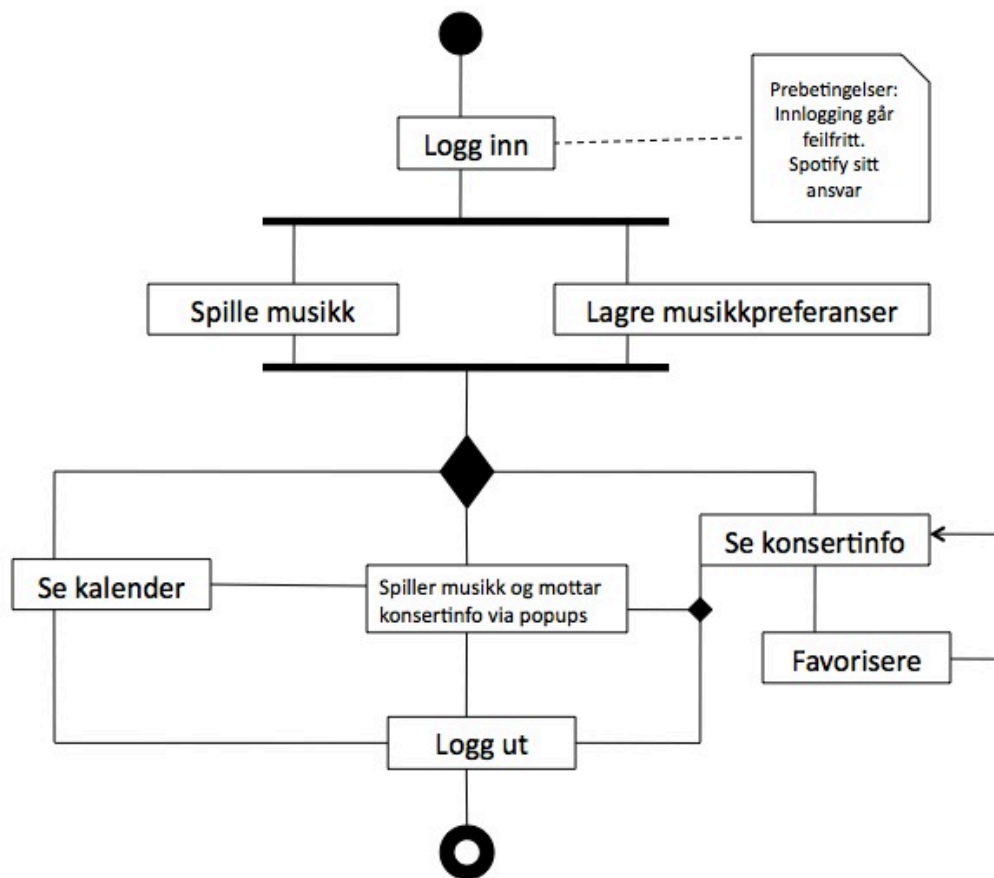 Prebetingelser:
Innlogging går
feilfritt.
Spotify sitt
ansvar
Logg inn
Spille musikk
Lagre musikkpreferanser
Se konsertinfo
Se kalender
Spiller musikk og mottar
konsertinfo via popups
Favorisere
Logg ut